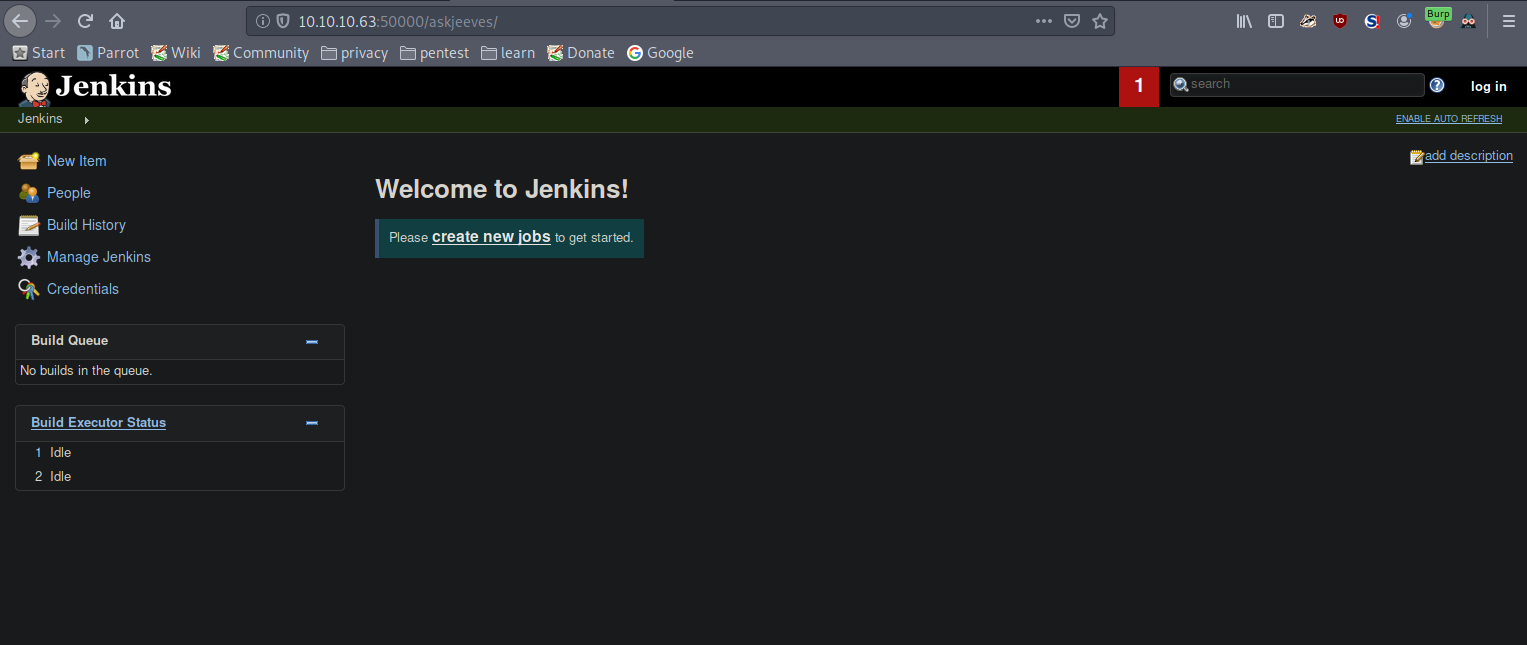 10.10.10.63:50000/askjeeves/
Burp
Start Parrot Wiki Community privacy pentest learn Donate Google
Jenkins 1 search log in
Jenkins ENABLE AUTO REFRESH
add description
New Item
People
Build History
Manage Jenkins
Credentials
Welcome to Jenkins!
Please create new jobs to get started.
Build Queue
No builds in the queue.
Build Executor Status
1 Idle
2 Idle